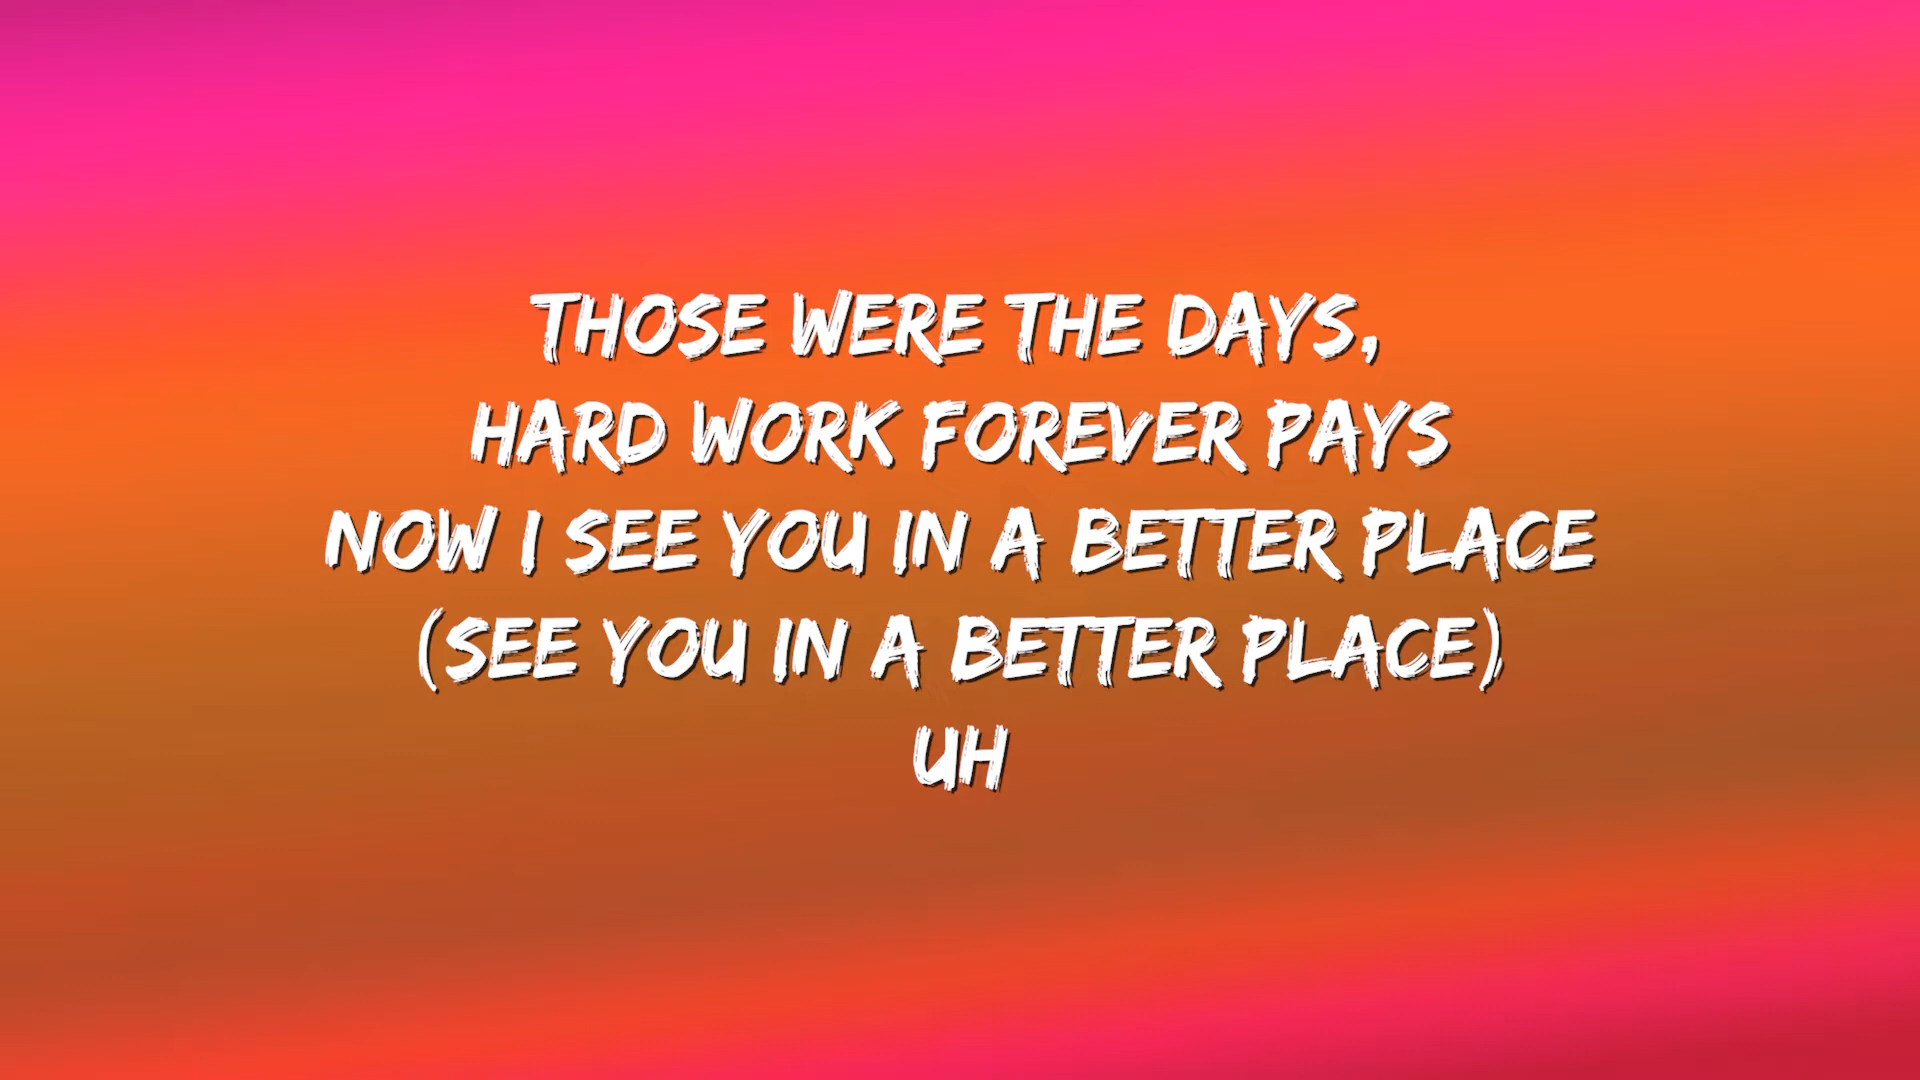 THOSE WERE THE DAYS,
HARD WORK FOREVER PAYS
NOW I SEE YOU IN A BETTER PLACE
(SEE YOU IN A BETTER PLACE)
UH